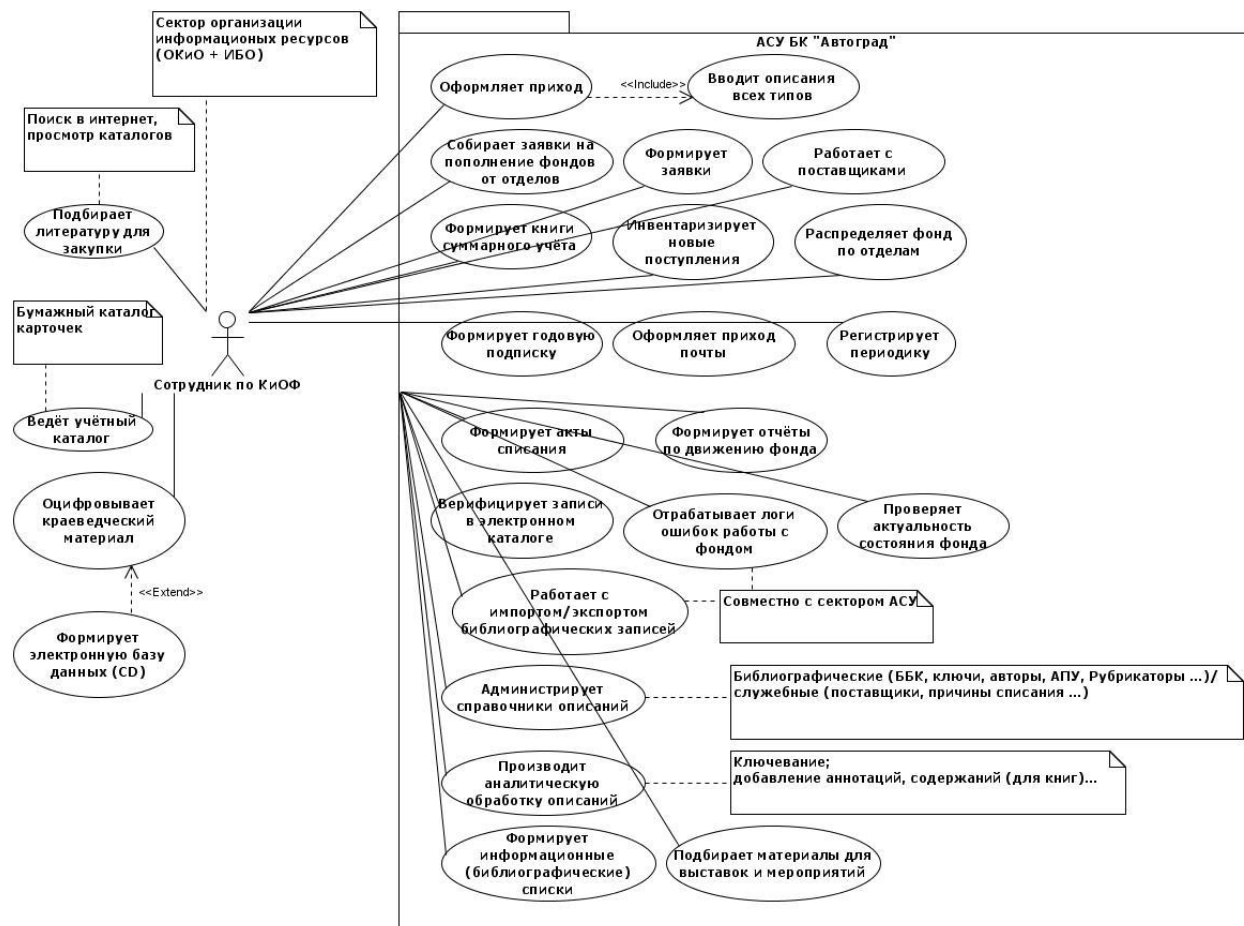 Сектор организации
информационых ресурсов
(ОКиО + ИБО)
АСУ БК "Автоград"
Оформляет приход
<<Include>>
Вводит описания
всех типов
Поиск в интернет,
просмотр каталогов
Собирает заявки на
пополнение фондов
от отделов
Формирует
заявки
Работает с
поставщиками
Подбирает
литературу для
закупки
Формирует книги
суммарного учёта
Инвентаризирует
новые
поступления
Распределяет фонд
по отделам
Бумажный каталог
карточек
Сотрудник по КиОФ
Формирует годовую
подписку
Оформляет приход
почты
Регистрирует
периодику
Ведёт учётный
каталог
Формирует акты
списания
Формирует отчёты
по движению фонда
Оцифровывает
краеведческий
материал
Верифицирует записи
в электронном
каталоге
Отрабатывает логи
ошибок работы с
фондом
Проверяет
актуальность
состояния фонда
<<Extend>>
Формирует
электронную базу
данных (CD)
Работает с
импортом/экспортом
библиографических записей
Совместно с сектором АСУ
Администрирует
справочники описаний
Библиографические (ББК, ключи, авторы, АПУ, Рубрикаторы ...)/
служебные (поставщики, причины списания ...)
Производит
аналитическую
обработку описаний
Ключевание;
добавление аннотаций, содержаний (для книг)...
Формирует
информационные
(библиографические)
списки
Подбирает материалы для
выставок и мероприятий